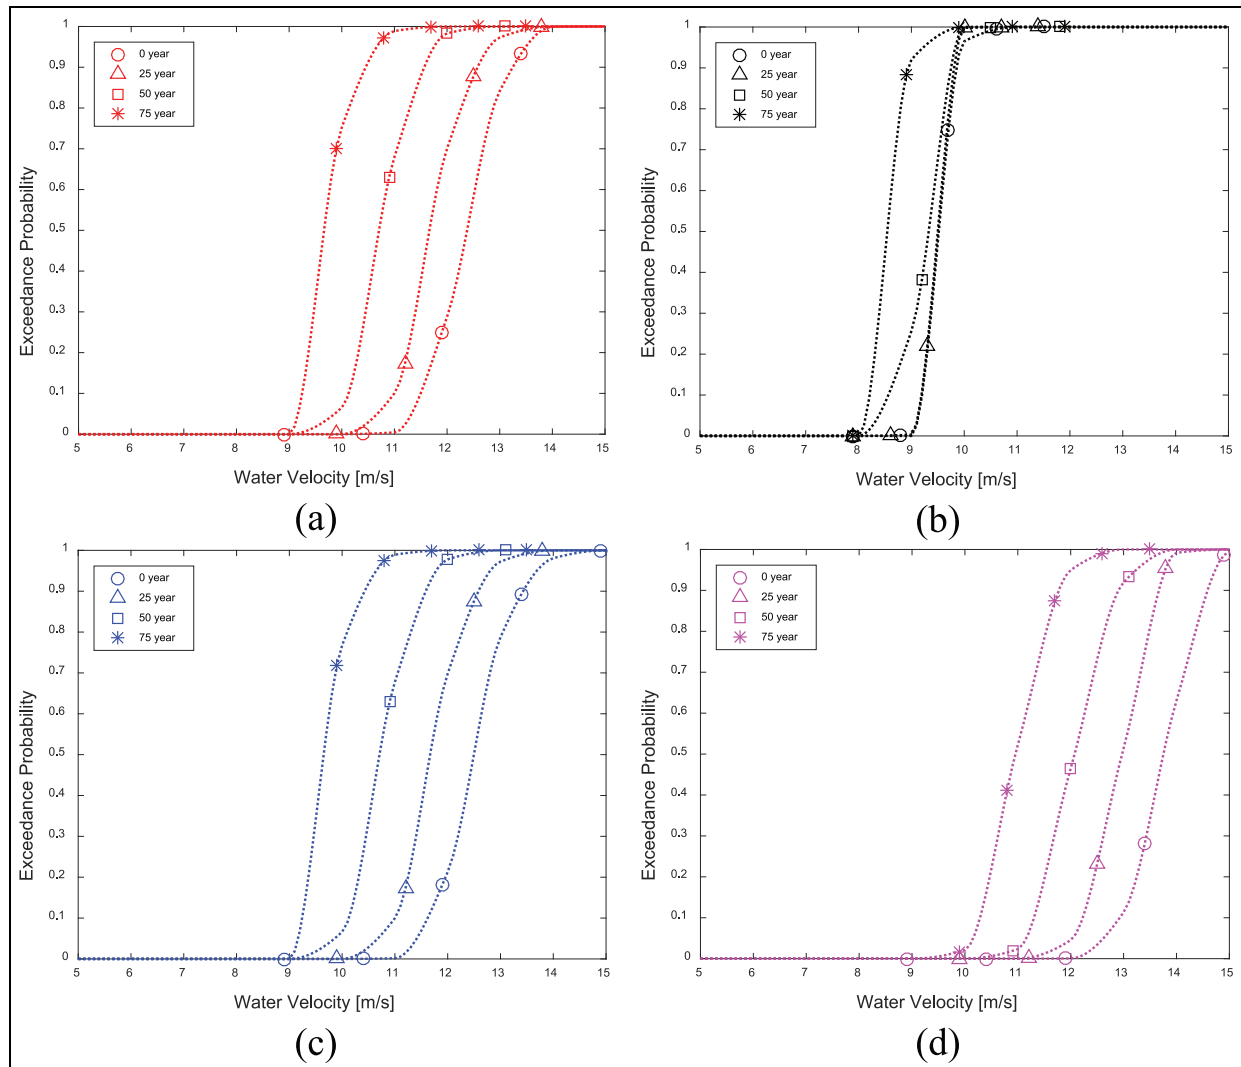 1
0.9
0.8
0.7
0.6
0.5
0.4
0.3
0.2
0.1
0
5 6 7 8 9 10 11 12 13 14 15
Exceedance Probability
Water Velocity [m/s]
0 year
25 year
50 year
75 year
(a)
1
0.9
0.8
0.7
0.6
0.5
0.4
0.3
0.2
0.1
0
5 6 7 8 9 10 11 12 13 14 15
Exceedance Probability
Water Velocity [m/s]
0 year
25 year
50 year
75 year
(b)
1
0.9
0.8
0.7
0.6
0.5
0.4
0.3
0.2
0.1
0
5 6 7 8 9 10 11 12 13 14 15
Exceedance Probability
Water Velocity [m/s]
0 year
25 year
50 year
75 year
(c)
1
0.9
0.8
0.7
0.6
0.5
0.4
0.3
0.2
0.1
0
5 6 7 8 9 10 11 12 13 14 15
Exceedance Probability
Water Velocity [m/s]
0 year
25 year
50 year
75 year
(d)